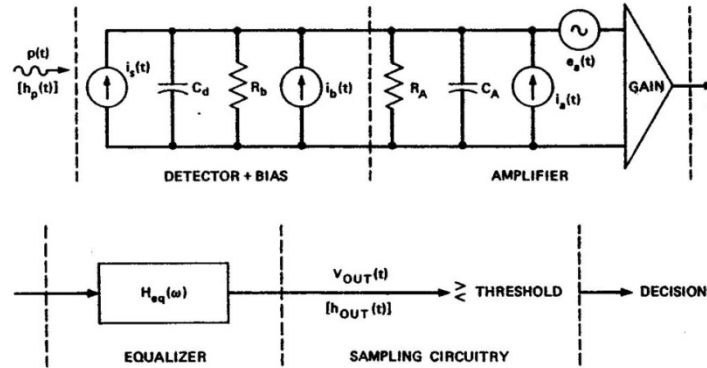 p(t)
[hp(t)]
is(t)
Cd
Rb
ib(t)
RA
CA
ia(t)
ea(t)
GAIN
DETECTOR + BIAS
AMPLIFIER
Heq(ω)
VOUT(t)
[hOUT(t)]
> < THRESHOLD
DECISION
EQUALIZER
SAMPLING CIRCUITRY